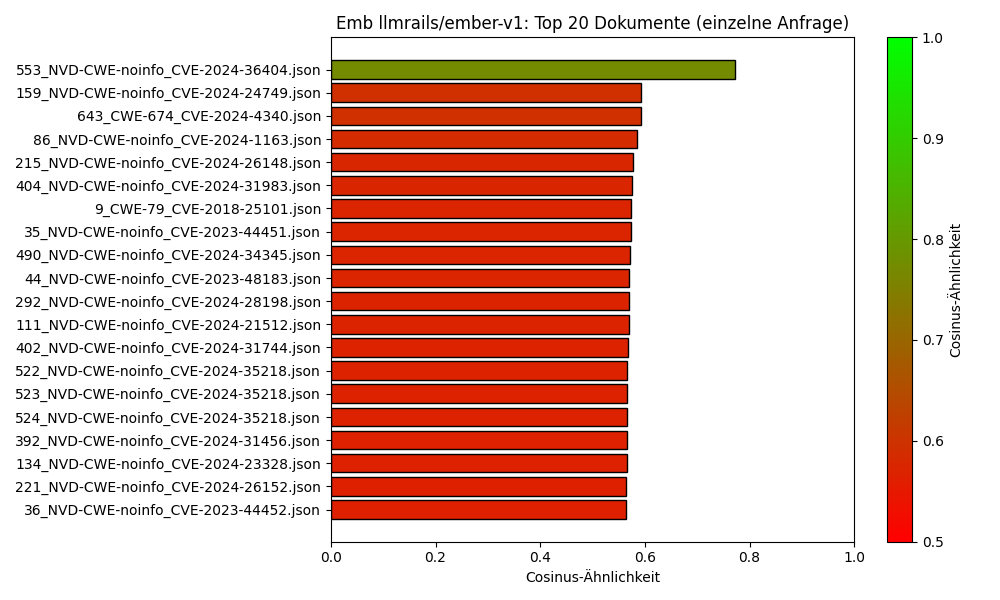 Emb llmrails/ember-v1: Top 20 Dokumente (einzelne Anfrage)
553_NVD-CWE-noinfo_CVE-2024-36404.json
159_NVD-CWE-noinfo_CVE-2024-24749.json
643_CWE-674_CVE-2024-4340.json
86_NVD-CWE-noinfo_CVE-2024-1163.json
215_NVD-CWE-noinfo_CVE-2024-26148.json
404_NVD-CWE-noinfo_CVE-2024-31983.json
9_CWE-79_CVE-2018-25101.json
35_NVD-CWE-noinfo_CVE-2023-44451.json
490_NVD-CWE-noinfo_CVE-2024-34345.json
44_NVD-CWE-noinfo_CVE-2023-48183.json
292_NVD-CWE-noinfo_CVE-2024-28198.json
111_NVD-CWE-noinfo_CVE-2024-21512.json
402_NVD-CWE-noinfo_CVE-2024-31744.json
522_NVD-CWE-noinfo_CVE-2024-35218.json
523_NVD-CWE-noinfo_CVE-2024-35218.json
524_NVD-CWE-noinfo_CVE-2024-35218.json
392_NVD-CWE-noinfo_CVE-2024-31456.json
134_NVD-CWE-noinfo_CVE-2024-23328.json
221_NVD-CWE-noinfo_CVE-2024-26152.json
36_NVD-CWE-noinfo_CVE-2023-44452.json
0.0 0.2 0.4 0.6 0.8 1.0
Cosinus-Ähnlichkeit
1.0
0.9
0.8
0.7
0.6
0.5
Cosinus-Ähnlichkeit